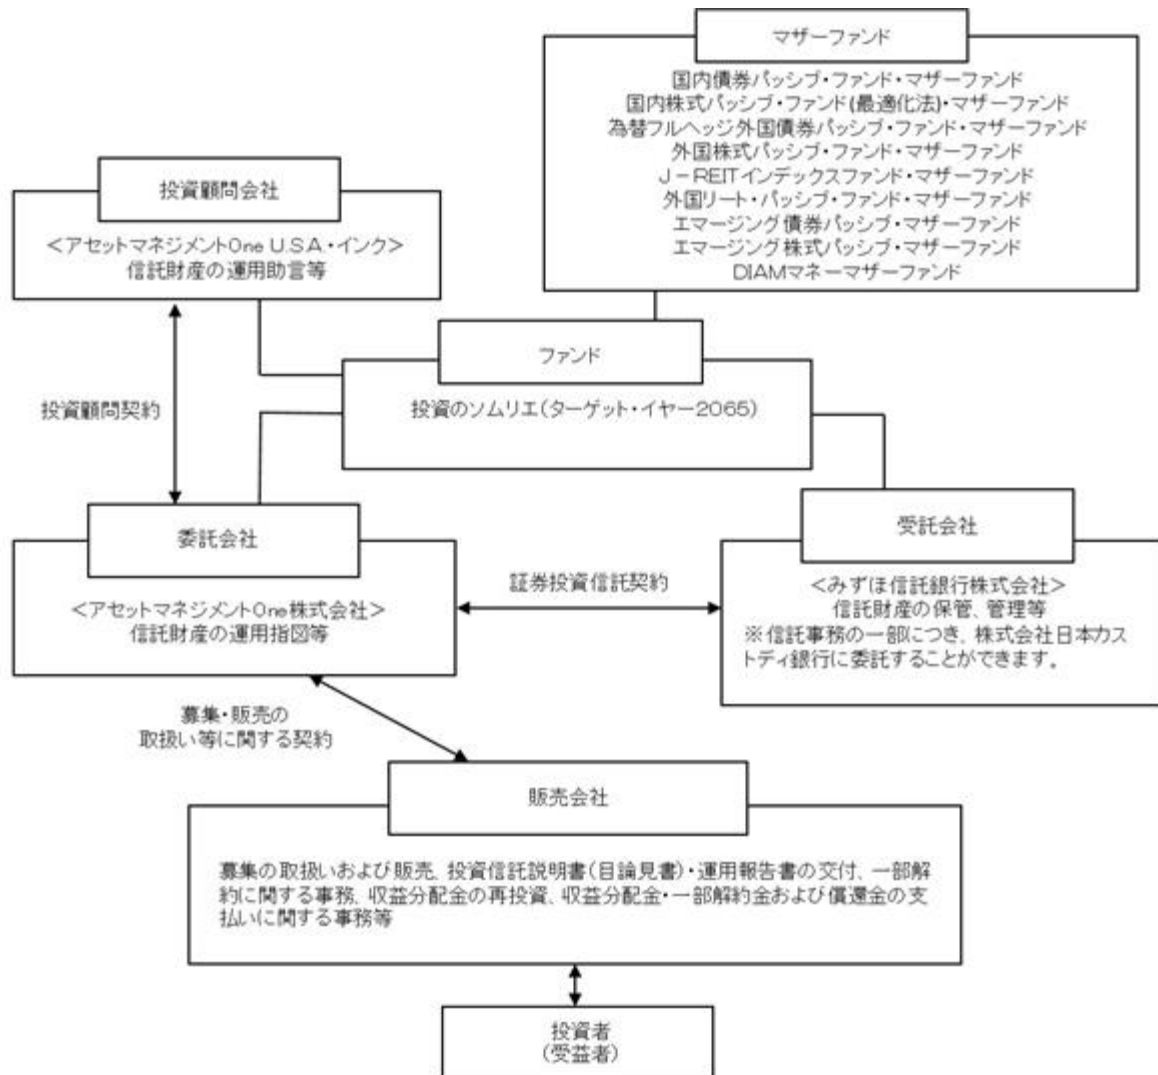 マザーファンド
国内債券パッシブ・ファンド・マザーファンド
国内株式パッシブ・ファンド(最適化法)・マザーファンド
為替フルヘッジ外国債券パッシブ・ファンド・マザーファンド
外国株式パッシブ・ファンド・マザーファンド
J－REITインデックスファンド・マザーファンド
外国リート・パッシブ・ファンド・マザーファンド
エマージング債券パッシブ・マザーファンド
エマージング株式パッシブ・マザーファンド
DIAMマネーマザーファンド
投資顧問会社
＜アセットマネジメントOne U.S.A.・インク＞
信託財産の運用助言等
ファンド
投資のソムリエ(ターゲット・イヤー2065)
投資顧問契約
委託会社
＜アセットマネジメントOne株式会社＞
信託財産の運用指図等
証券投資信託契約
受託会社
＜みずほ信託銀行株式会社＞
信託財産の保管、管理等
※信託事務の一部につき、株式会社日本カス
トディ銀行に委託することができます。
募集・販売の
取扱い等に関する契約
販売会社
募集の取扱いおよび販売、投資信託説明書(目論見書)・運用報告書の交付、一部解
約に関する事務、収益分配金の再投資、収益分配金・一部解約金および償還金の支
払いに関する事務等
投資者
(受益者)